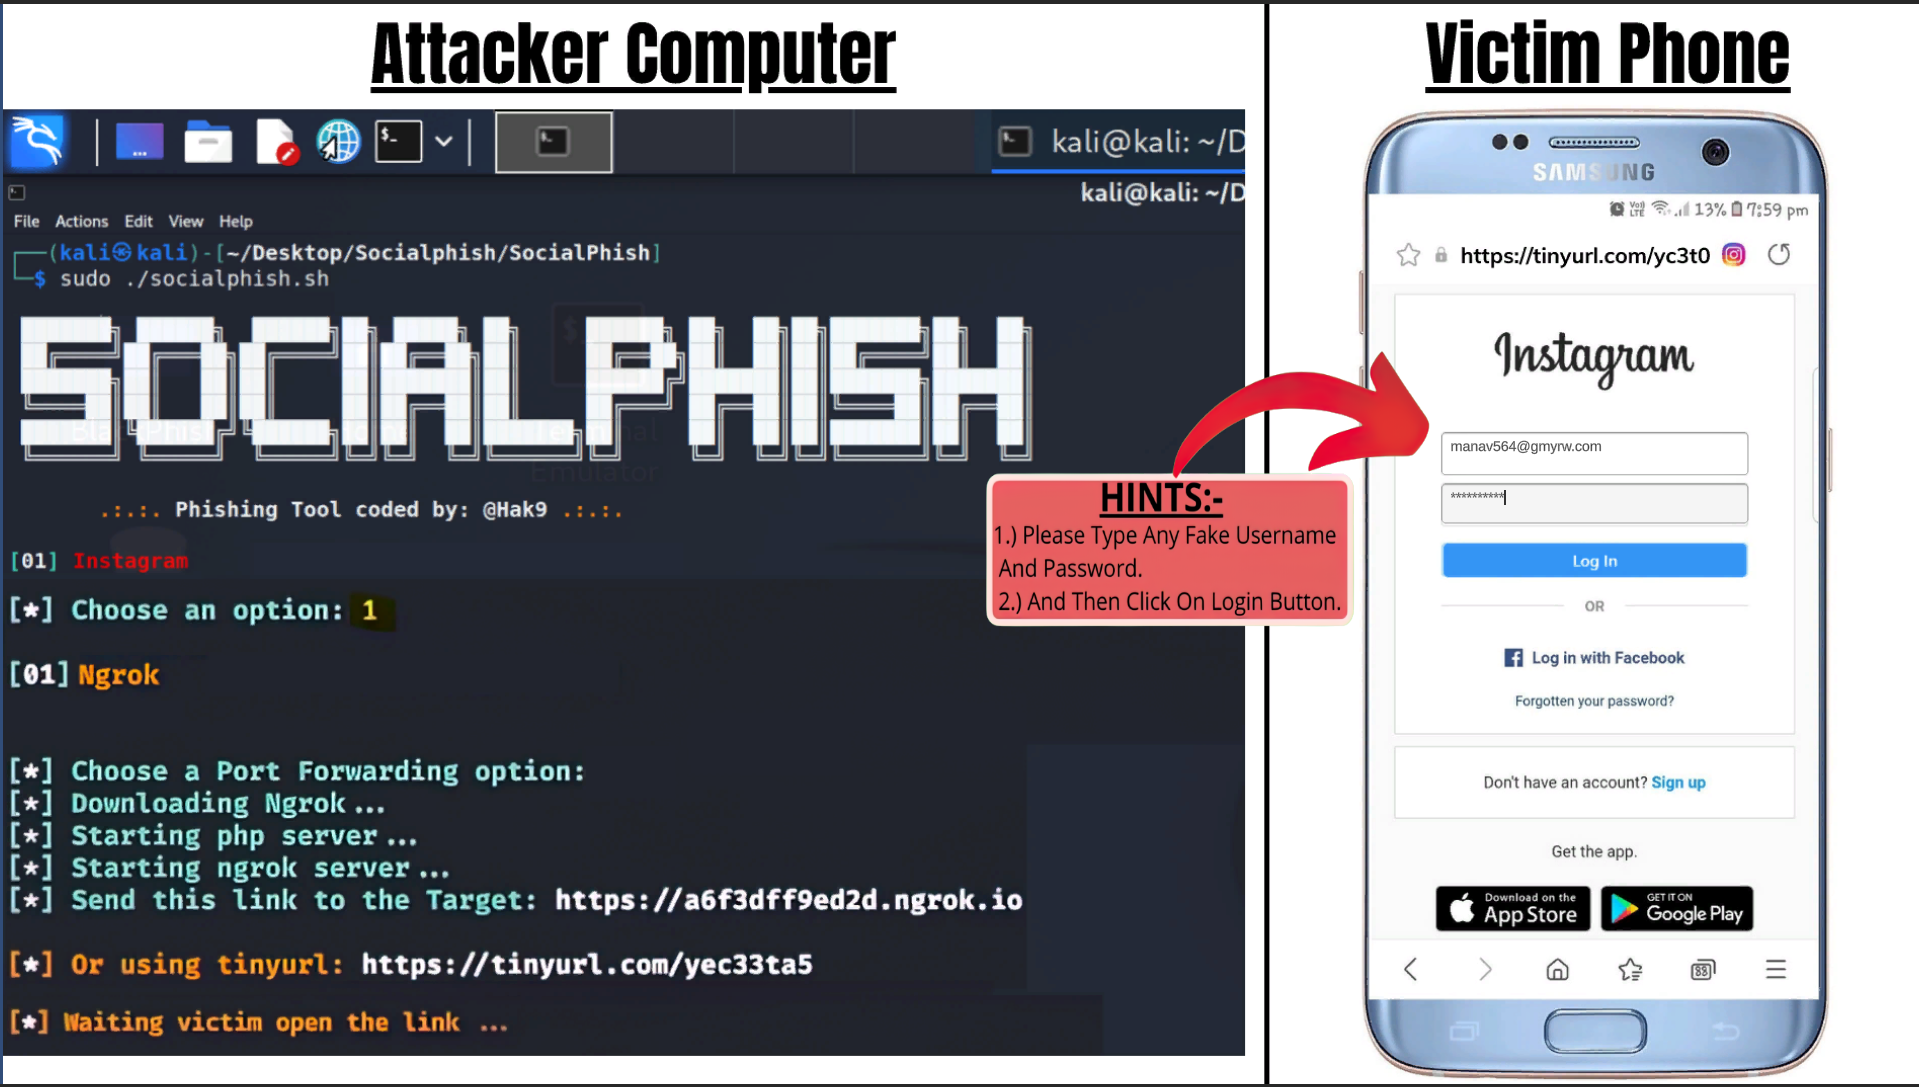 Attacker Computer
kali@kali: ~/D
kali@kali: ~/D
File Actions Edit View Help
(kali㉿kali)-[~/Desktop/Socialphish/SocialPhish]
$ sudo ./socialphish.sh
SOCIALPHISH
Terminal
Emulator
.:.:. Phishing Tool coded by: @Hak9 .:.:.
[01] Instagram
[*] Choose an option: 1
[01] Ngrok
[*] Choose a Port Forwarding option:
[*] Downloading Ngrok...
[*] Starting php server...
[*] Starting ngrok server...
[*] Send this link to the Target: https://a6f3dff9ed2d.ngrok.io
[*] Or using tinyurl: https://tinyurl.com/yec33ta5
[*] Waiting victim open the link ...
HINTS:-
1.) Please Type Any Fake Username
And Password.
2.) And Then Click On Login Button.
Victim Phone
SAMSUNG
Vo)) LTE 13% 7:59 pm
https://tinyurl.com/yc3t0
Instagram
manav564@gmyrw.com
**********
Log In
OR
Log in with Facebook
Forgotten your password?
Don't have an account? Sign up
Get the app.
Download on the
App Store
GET IT ON
Google Play
88